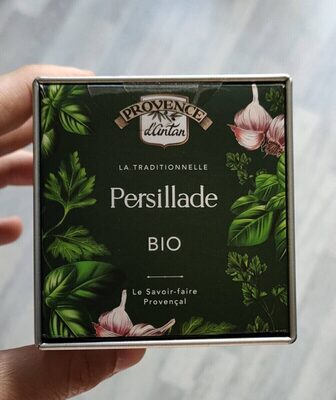 PROVENCE
d'Antan
LA TRADITIONNELLE
Persillade
BIO
Le Savoir-faire
Provençal